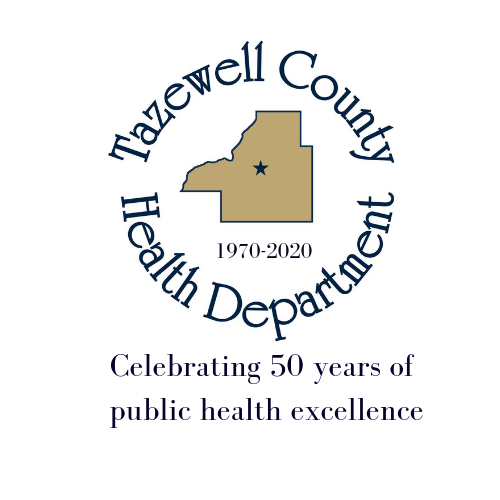 Tazewell County
Health Department
1970-2020
Celebrating 50 years of
public health excellence